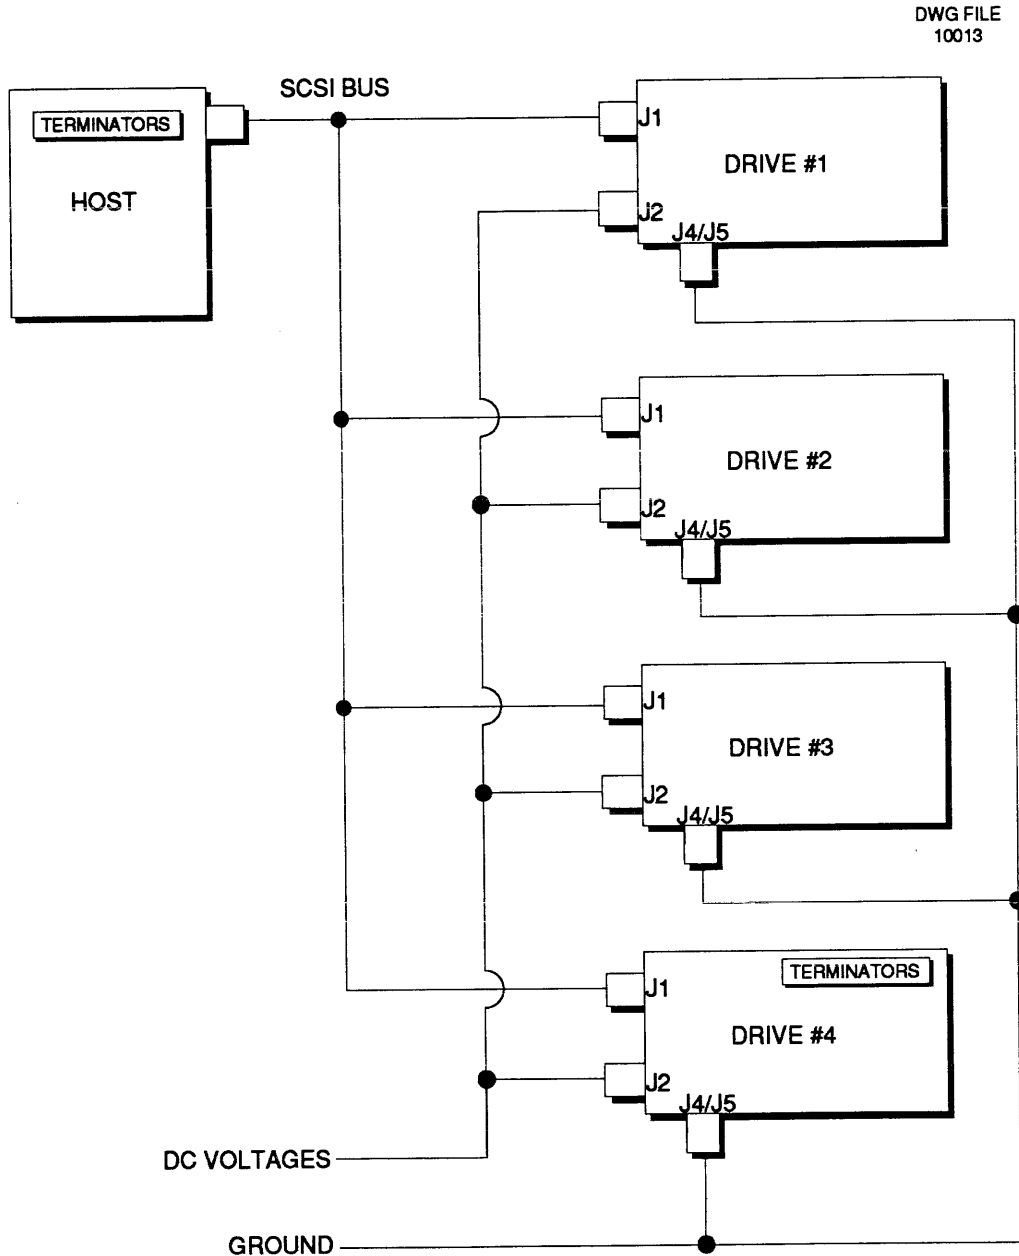 DWG FILE
10013
SCSI BUS
TERMINATORS
HOST
J1
DRIVE #1
J2
J4/J5
J1
DRIVE #2
J2
J4/J5
J1
DRIVE #3
J2
J4/J5
TERMINATORS
J1
DRIVE #4
J2
J4/J5
DC VOLTAGES
GROUND